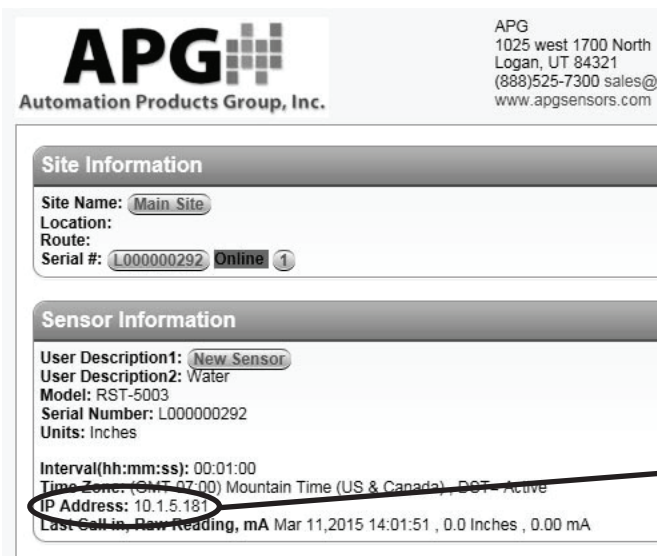 APG
Automation Products Group, Inc.
APG
1025 west 1700 North
Logan, UT 84321
(888)525-7300 sales@
www.apgsensors.com
Site Information
Site Name: Main Site
Location:
Route:
Serial #: L000000292 Online 1
Sensor Information
User Description1: New Sensor
User Description2: Water
Model: RST-5003
Serial Number: L000000292
Units: Inches
Interval(hh:mm:ss): 00:01:00
Time Zone: (GMT-07:00) Mountain Time (US & Canada) , DST= Active
IP Address: 10.1.5.181
Last Call in, Raw Reading, mA Mar 11,2015 14:01:51 , 0.0 Inches , 0.00 mA